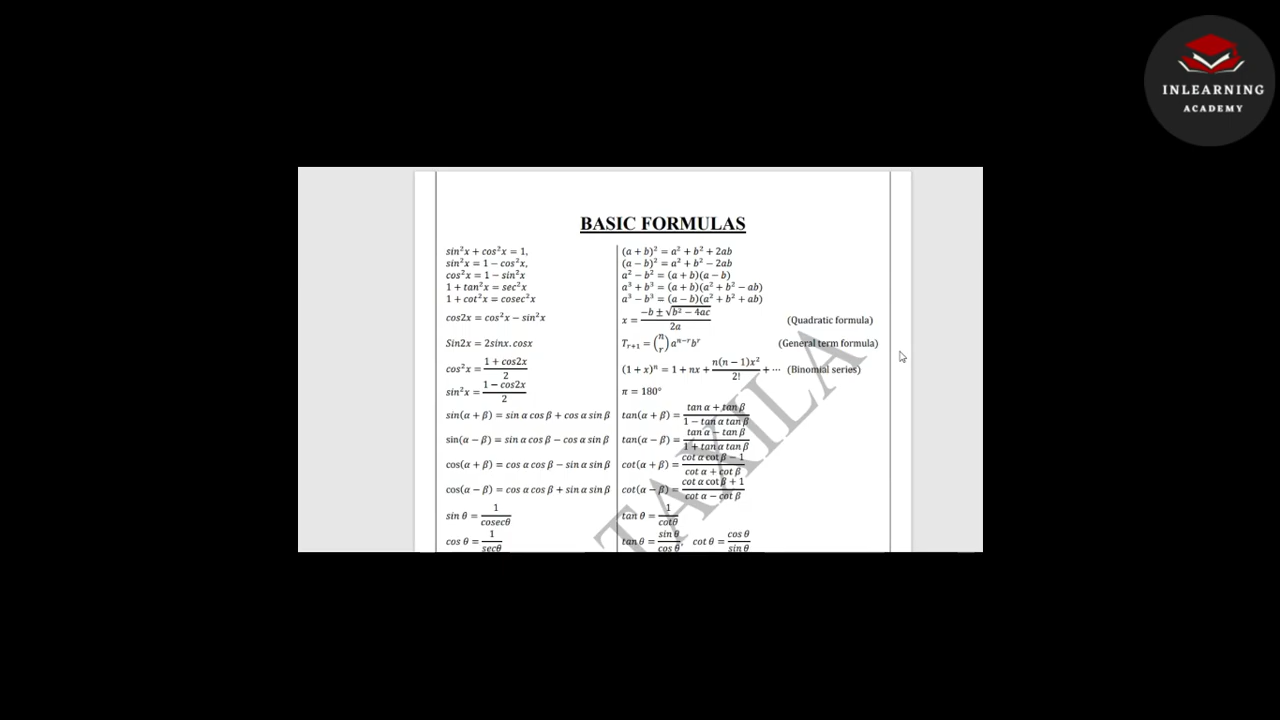 INLEARNING
ACADEMY
BASIC FORMULAS
sin²x + cos²x = 1,
sin²x = 1 − cos²x,
cos²x = 1 − sin²x
1 + tan²x = sec²x
1 + cot²x = cosec²x
cos2x = cos²x − sin²x
Sin2x = 2sinx. cosx
cos²x = (1 + cos2x)/2
sin²x = (1 − cos2x)/2
sin(α + β) = sin α cos β + cos α sin β
sin(α − β) = sin α cos β − cos α sin β
cos(α + β) = cos α cos β − sin α sin β
cos(α − β) = cos α cos β + sin α sin β
sin θ = 1/cosecθ
cos θ = 1/secθ
(a + b)² = a² + b² + 2ab
(a − b)² = a² + b² − 2ab
a² − b² = (a + b)(a − b)
a³ + b³ = (a + b)(a² + b² − ab)
a³ − b³ = (a − b)(a² + b² + ab)
x = (−b ± √(b² − 4ac))/2a (Quadratic formula)
Tᵣ₊₁ = (n r) aⁿ⁻ʳbʳ (General term formula)
(1 + x)ⁿ = 1 + nx + n(n − 1)x²/2! + ⋯ (Binomial series)
π = 180°
tan(α + β) = (tan α + tan β)/(1 − tan α tan β)
tan(α − β) = (tan α − tan β)/(1 + tan α tan β)
cot(α + β) = (cot α cot β − 1)/(cot α + cot β)
cot(α − β) = (cot α cot β + 1)/(cot α − cot β)
tan θ = 1/cotθ
tan θ = sin θ/cos θ, cot θ = cos θ/sin θ
TAXILA